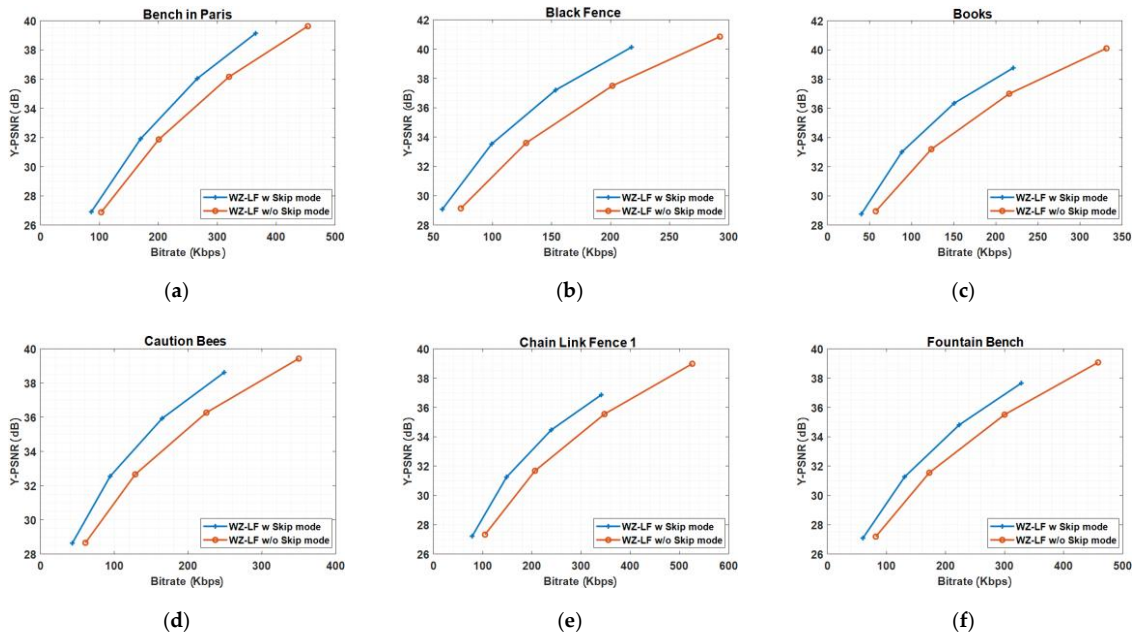 Bench in Paris
Y-PSNR (dB)
40
38
36
34
32
30
28
26
0 100 200 300 400 500
Bitrate (Kbps)
WZ-LF w Skip mode
WZ-LF w/o Skip mode
(a)
Black Fence
Y-PSNR (dB)
42
40
38
36
34
32
30
28
50 100 150 200 250 300
Bitrate (Kbps)
WZ-LF w Skip mode
WZ-LF w/o Skip mode
(b)
Books
Y-PSNR (dB)
42
40
38
36
34
32
30
28
0 50 100 150 200 250 300 350
Bitrate (Kbps)
WZ-LF w Skip mode
WZ-LF w/o Skip mode
(c)
Caution Bees
Y-PSNR (dB)
40
38
36
34
32
30
28
0 100 200 300 400
Bitrate (Kbps)
WZ-LF w Skip mode
WZ-LF w/o Skip mode
(d)
Chain Link Fence 1
Y-PSNR (dB)
40
38
36
34
32
30
28
26
0 100 200 300 400 500 600
Bitrate (Kbps)
WZ-LF w Skip mode
WZ-LF w/o Skip mode
(e)
Fountain Bench
Y-PSNR (dB)
40
38
36
34
32
30
28
26
0 100 200 300 400 500
Bitrate (Kbps)
WZ-LF w Skip mode
WZ-LF w/o Skip mode
(f)